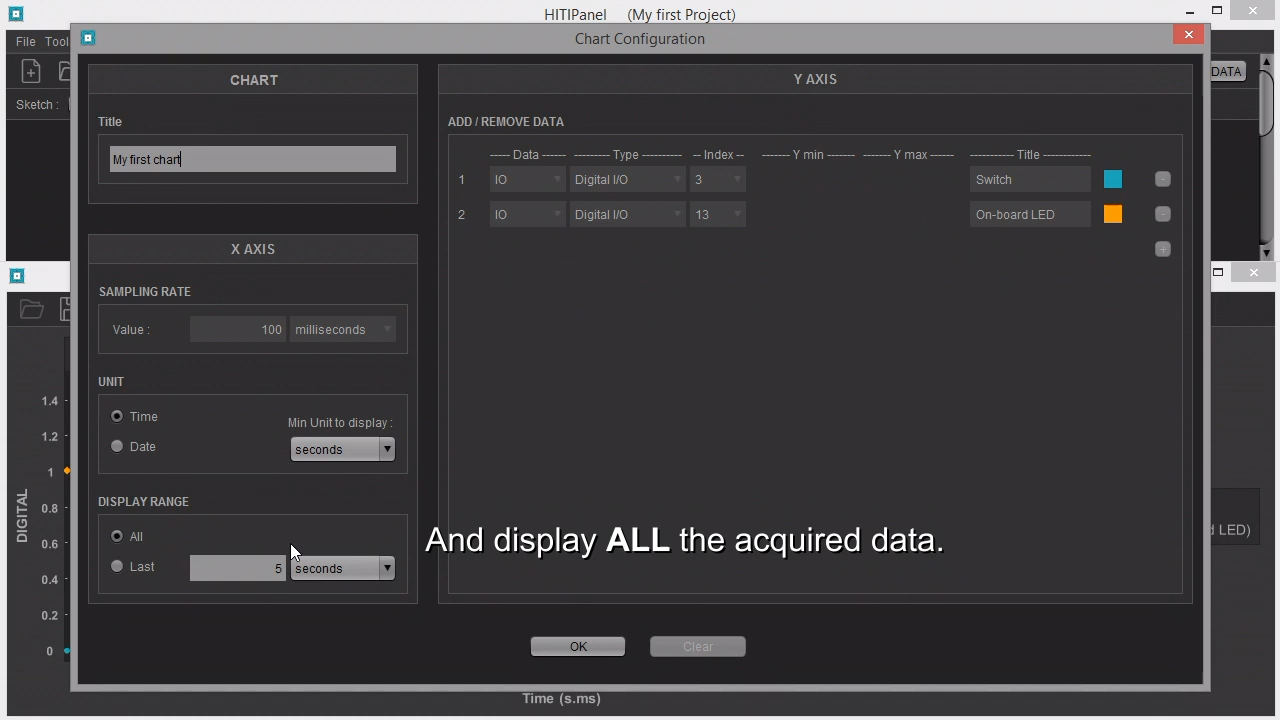 HITIPanel (My first Project)
File Tool
Chart Configuration
DATA
Sketch :
CHART
Title
My first chart
X AXIS
SAMPLING RATE
Value : 100 milliseconds
UNIT
Time
Date
Min Unit to display :
seconds
DISPLAY RANGE
All
Last 5 seconds
Y AXIS
ADD / REMOVE DATA
----- Data ------ --------- Type ---------- -- Index -- ------- Y min ------- ------- Y max ------ ----------- Title ------------
1 IO Digital I/O 3 Switch -
2 IO Digital I/O 13 On-board LED -
+
And display ALL the acquired data.
OK Clear
1.4
1.2
1
0.8
0.6
0.4
0.2
0
DIGITAL
LED)
Time (s.ms)